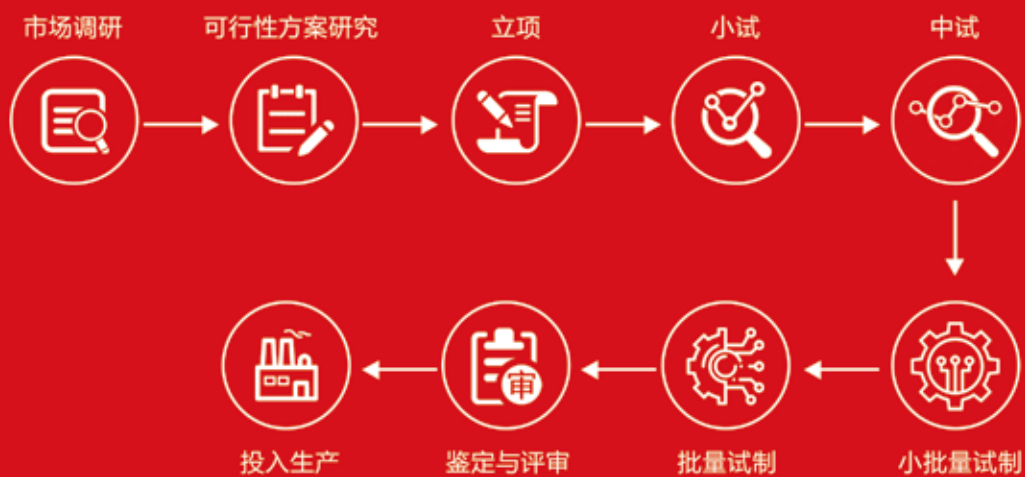 市场调研
可行性方案研究
立项
小试
中试
审
投入生产
鉴定与评审
批量试制
小批量试制